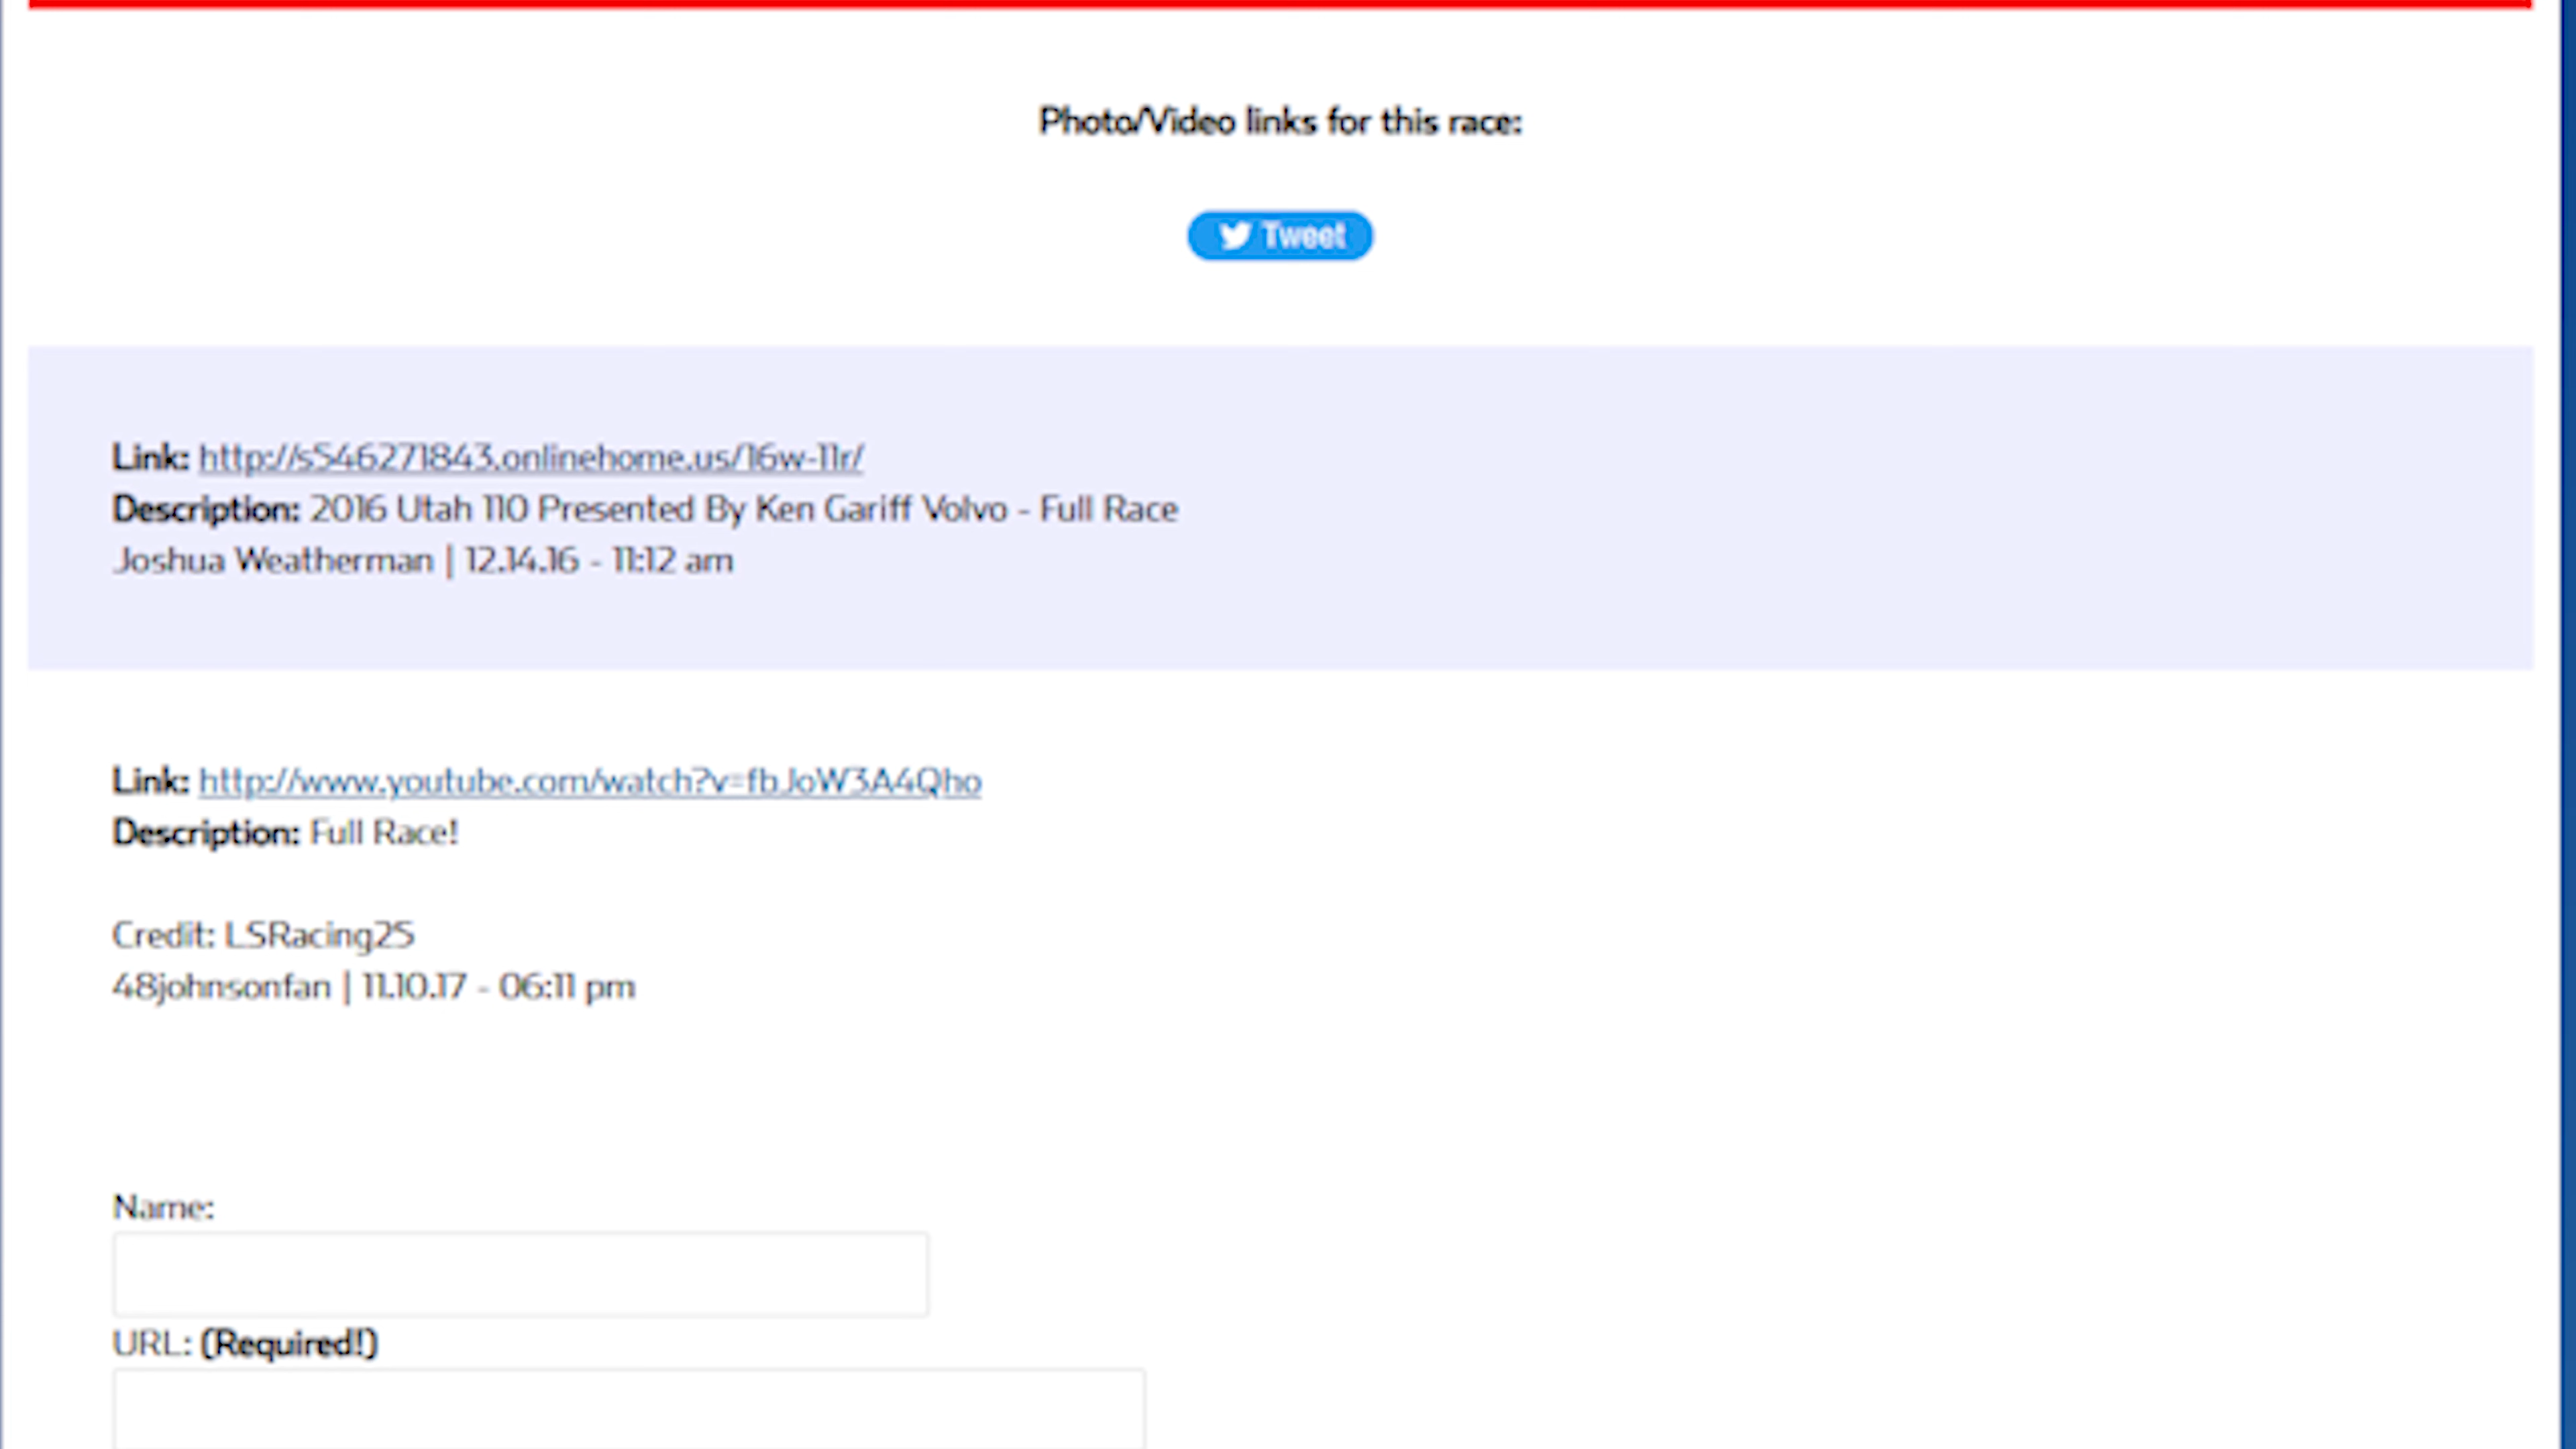 Photo/Video links for this race:
Tweet
Link: http://s546271843.onlinehome.us/16w-11r/
Description: 2016 Utah 110 Presented By Ken Gariff Volvo - Full Race
Joshua Weatherman | 12.14.16 - 11:12 am
Link: http://www.youtube.com/watch?v=fbJoW3A4Qho
Description: Full Race!
Credit: LSRacing25
48johnsonfan | 11.10.17 - 06:11 pm
Name:
URL: (Required!)